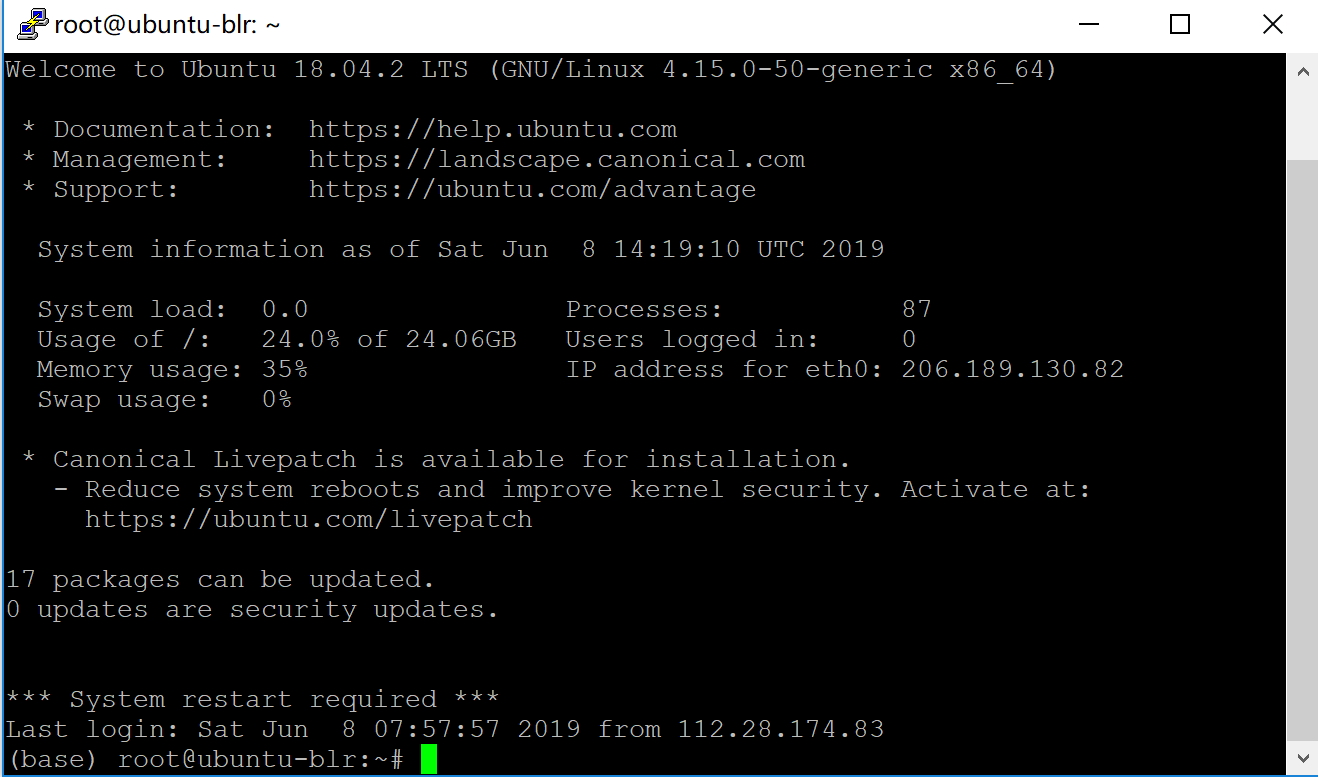 root@ubuntu-blr: ~
Welcome to Ubuntu 18.04.2 LTS (GNU/Linux 4.15.0-50-generic x86_64)
* Documentation:  https://help.ubuntu.com
* Management:     https://landscape.canonical.com
* Support:        https://ubuntu.com/advantage
System information as of Sat Jun  8 14:19:10 UTC 2019
System load:  0.0                Processes:           87
Usage of /:   24.0% of 24.06GB   Users logged in:     0
Memory usage: 35%                IP address for eth0: 206.189.130.82
Swap usage:   0%
* Canonical Livepatch is available for installation.
- Reduce system reboots and improve kernel security. Activate at:
https://ubuntu.com/livepatch
17 packages can be updated.
0 updates are security updates.
*** System restart required ***
Last login: Sat Jun  8 07:57:57 2019 from 112.28.174.83
(base) root@ubuntu-blr:~#